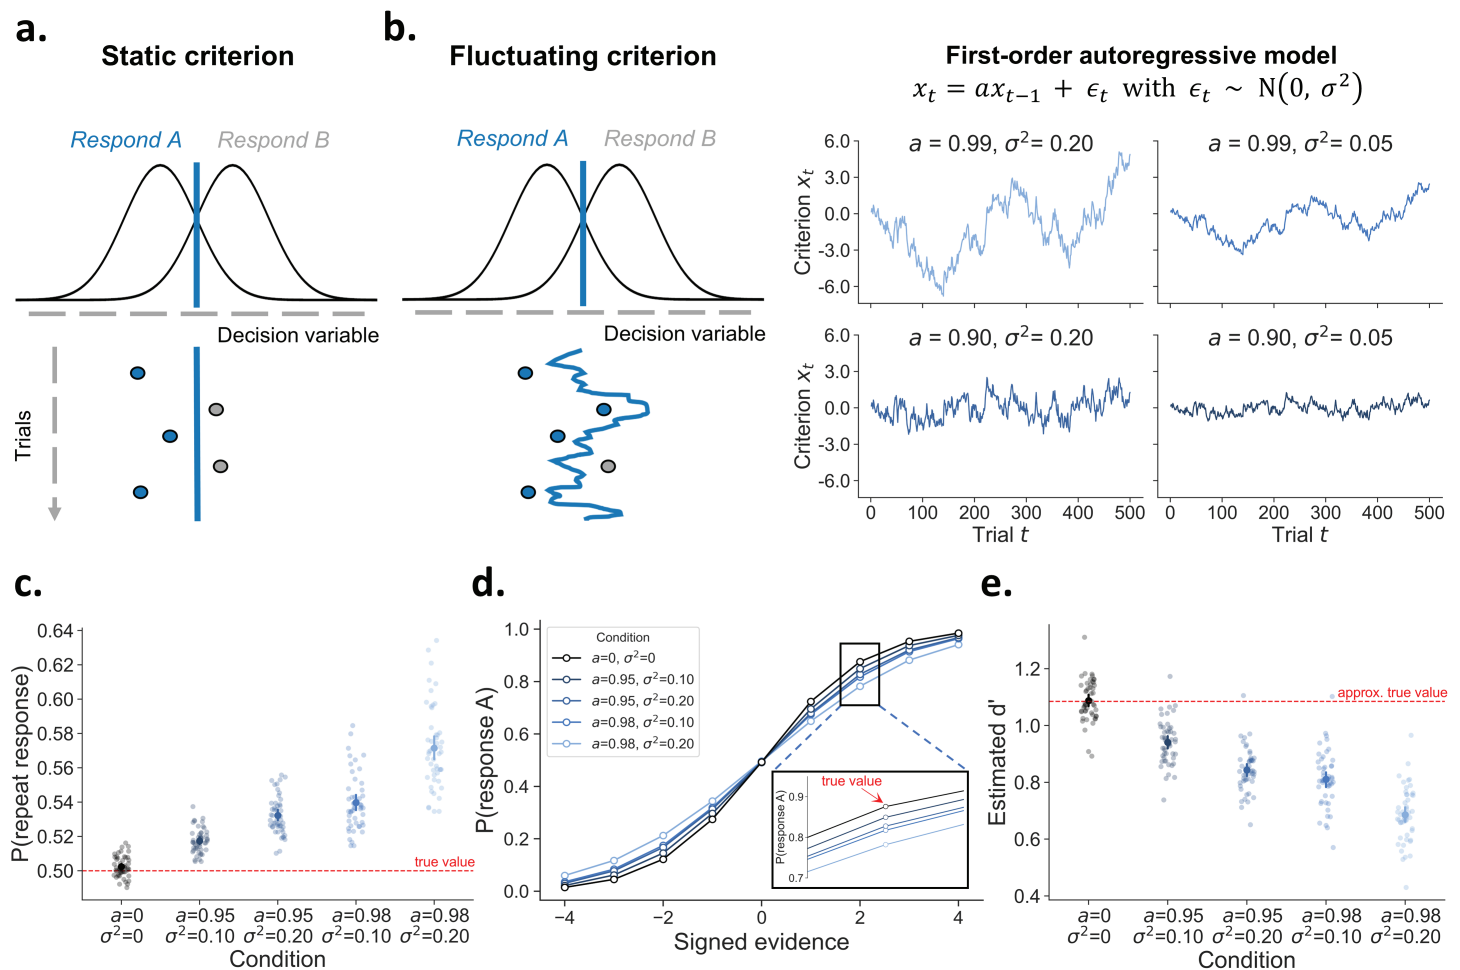 a.
Static criterion
Respond A
Respond B
Decision variable
Trials
b.
Fluctuating criterion
Respond A
Respond B
Decision variable
First-order autoregressive model
xₜ = axₜ₋₁ + ϵₜ with ϵₜ ~ N(0, σ²)
a = 0.99, σ²= 0.20
6.0
3.0
0.0
-3.0
-6.0
Criterion xₜ
a = 0.99, σ²= 0.05
a = 0.90, σ²= 0.20
6.0
3.0
0.0
-3.0
-6.0
Criterion xₜ
0 100 200 300 400 500
Trial t
a = 0.90, σ²= 0.05
0 100 200 300 400 500
Trial t
c.
P(repeat response)
0.64
0.62
0.60
0.58
0.56
0.54
0.52
0.50
true value
a=0 a=0.95 a=0.95 a=0.98 a=0.98
σ²=0 σ²=0.10 σ²=0.20 σ²=0.10 σ²=0.20
Condition
d.
P(response A)
1.0
0.8
0.6
0.4
0.2
0.0
Condition
a=0, σ²=0
a=0.95, σ²=0.10
a=0.95, σ²=0.20
a=0.98, σ²=0.10
a=0.98, σ²=0.20
true value
P(response A)
0.9
0.8
0.7
−4 −2 0 2 4
Signed evidence
e.
Estimated d'
1.2
1.0
0.8
0.6
0.4
approx. true value
a=0 a=0.95 a=0.95 a=0.98 a=0.98
σ²=0 σ²=0.10 σ²=0.20 σ²=0.10 σ²=0.20
Condition